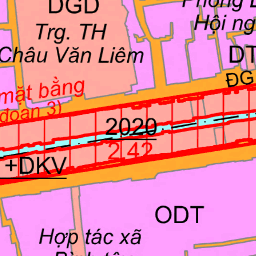 DGD
Trg. TH
Châu Văn Liêm
Hội ng
DT
ĐG
mặt bằng
đoạn 3)
2020
2.42
+DKV
ODT
Hợp tác xã